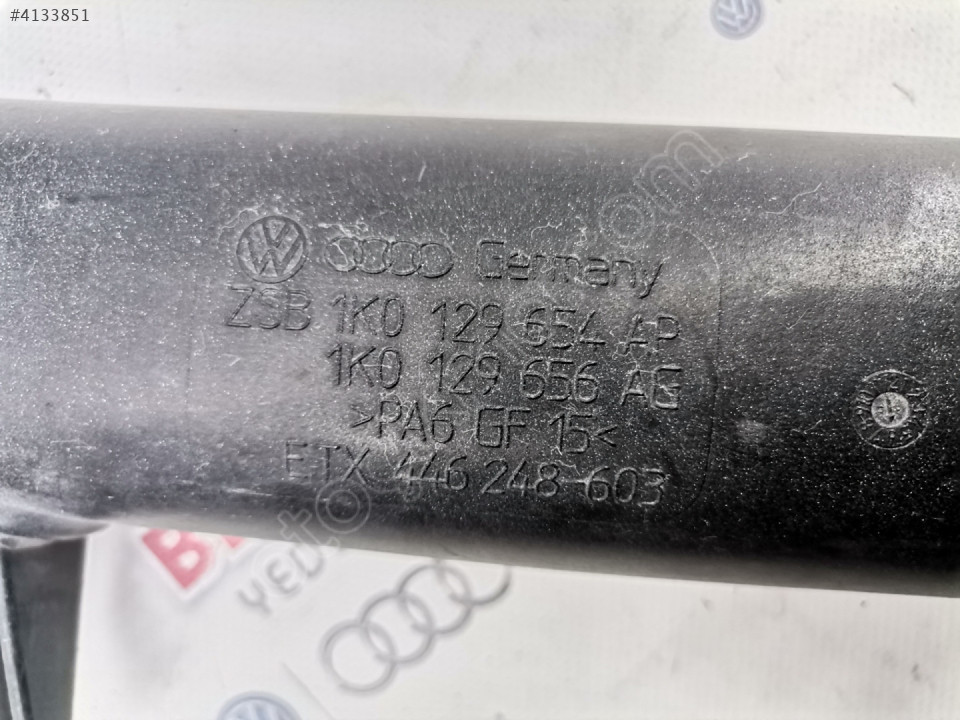 #4133851
Germany
ZSB 1K0 129 654 AP
1K0 129 656 AG
>PA6 GF 15<
ETX 446 248 603